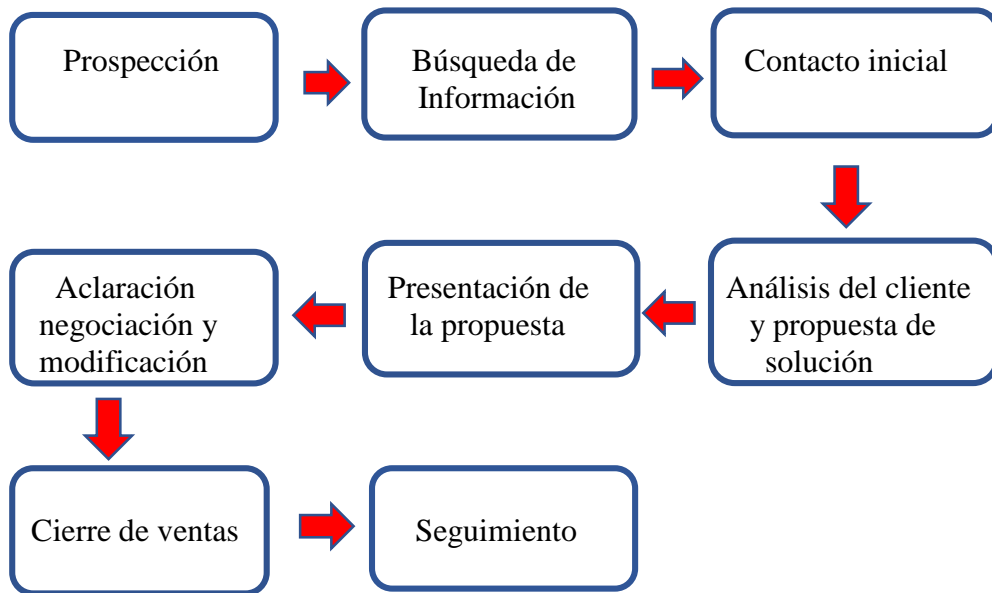 Prospección
Búsqueda de
Información
Contacto inicial
Análisis del cliente
y propuesta de
solución
Presentación de
la propuesta
Aclaración
negociación y
modificación
Cierre de ventas
Seguimiento